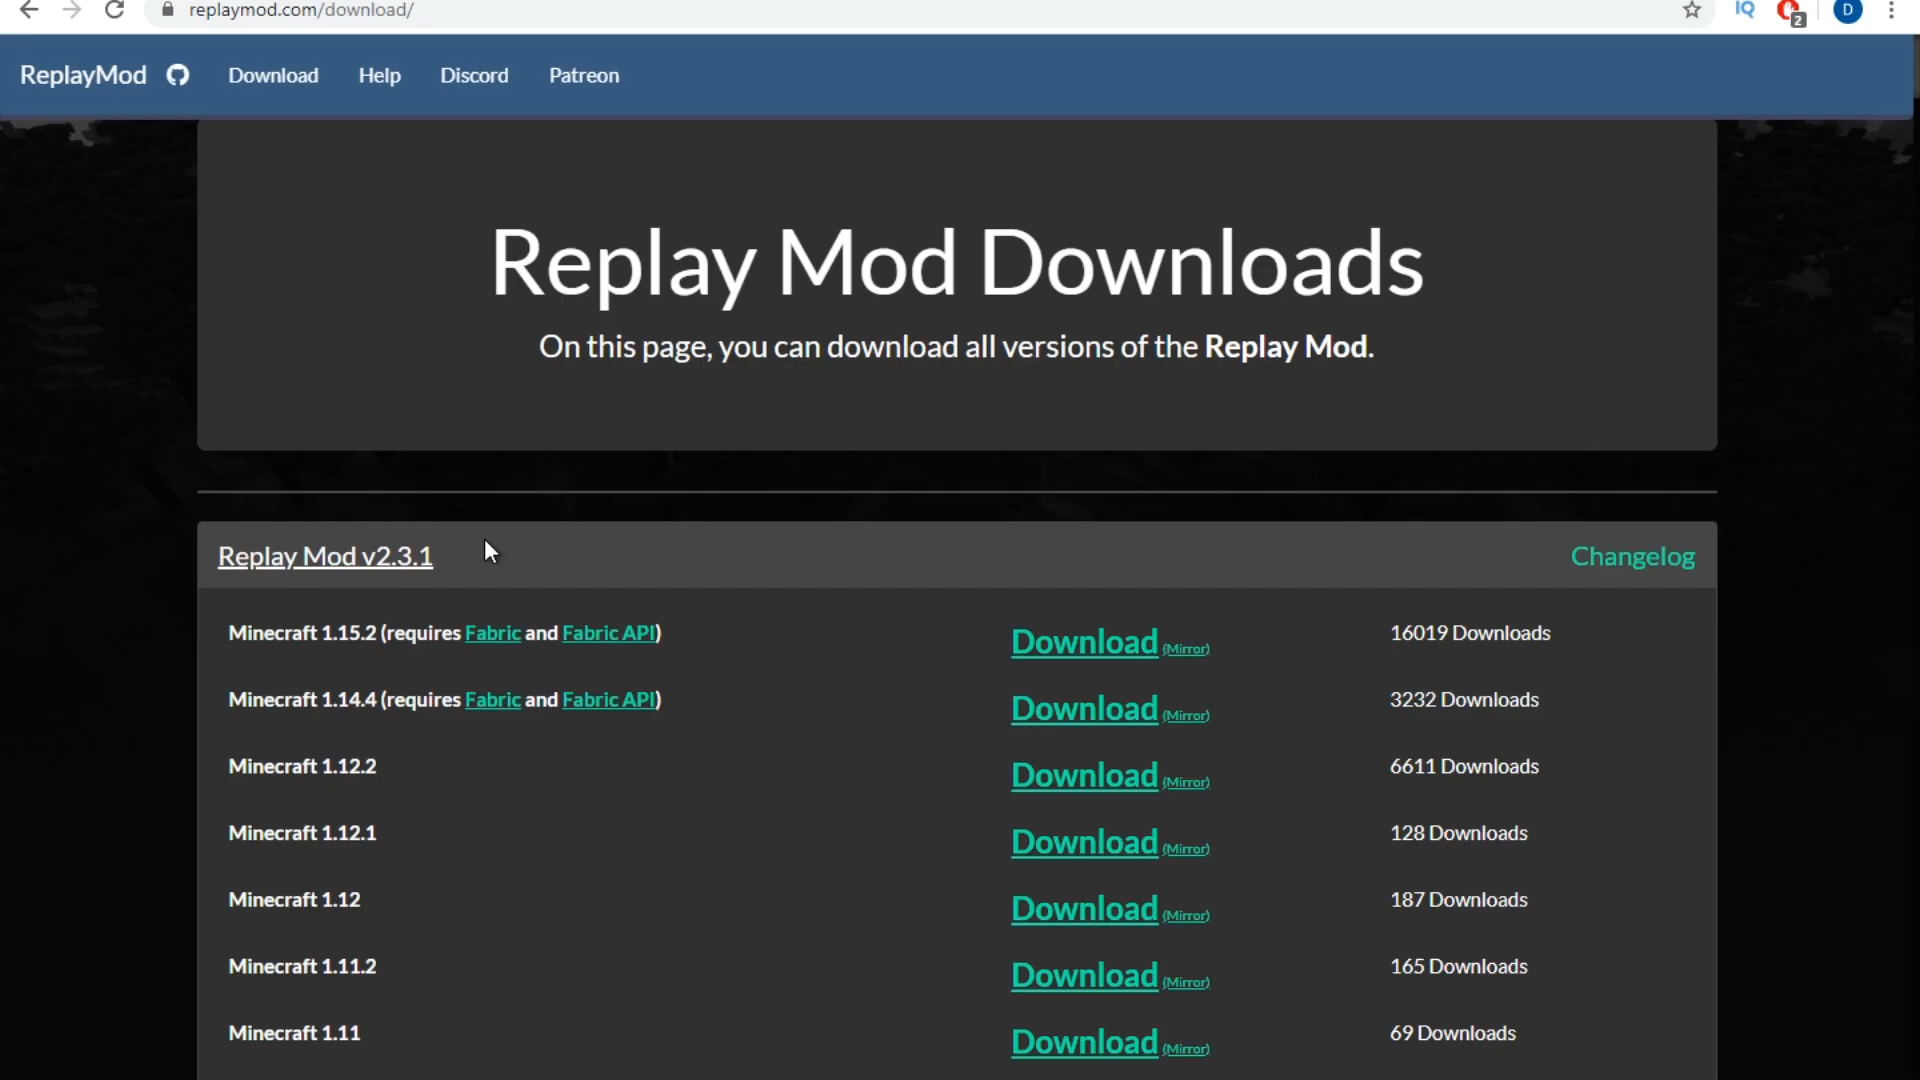 replaymod.com/download/
IQ
2
D
ReplayMod Download Help Discord Patreon
Replay Mod Downloads
On this page, you can download all versions of the Replay Mod.
Replay Mod v2.3.1 Changelog
Minecraft 1.15.2 (requires Fabric and Fabric API) Download (Mirror) 16019 Downloads
Minecraft 1.14.4 (requires Fabric and Fabric API) Download (Mirror) 3232 Downloads
Minecraft 1.12.2 Download (Mirror) 6611 Downloads
Minecraft 1.12.1 Download (Mirror) 128 Downloads
Minecraft 1.12 Download (Mirror) 187 Downloads
Minecraft 1.11.2 Download (Mirror) 165 Downloads
Minecraft 1.11 Download (Mirror) 69 Downloads